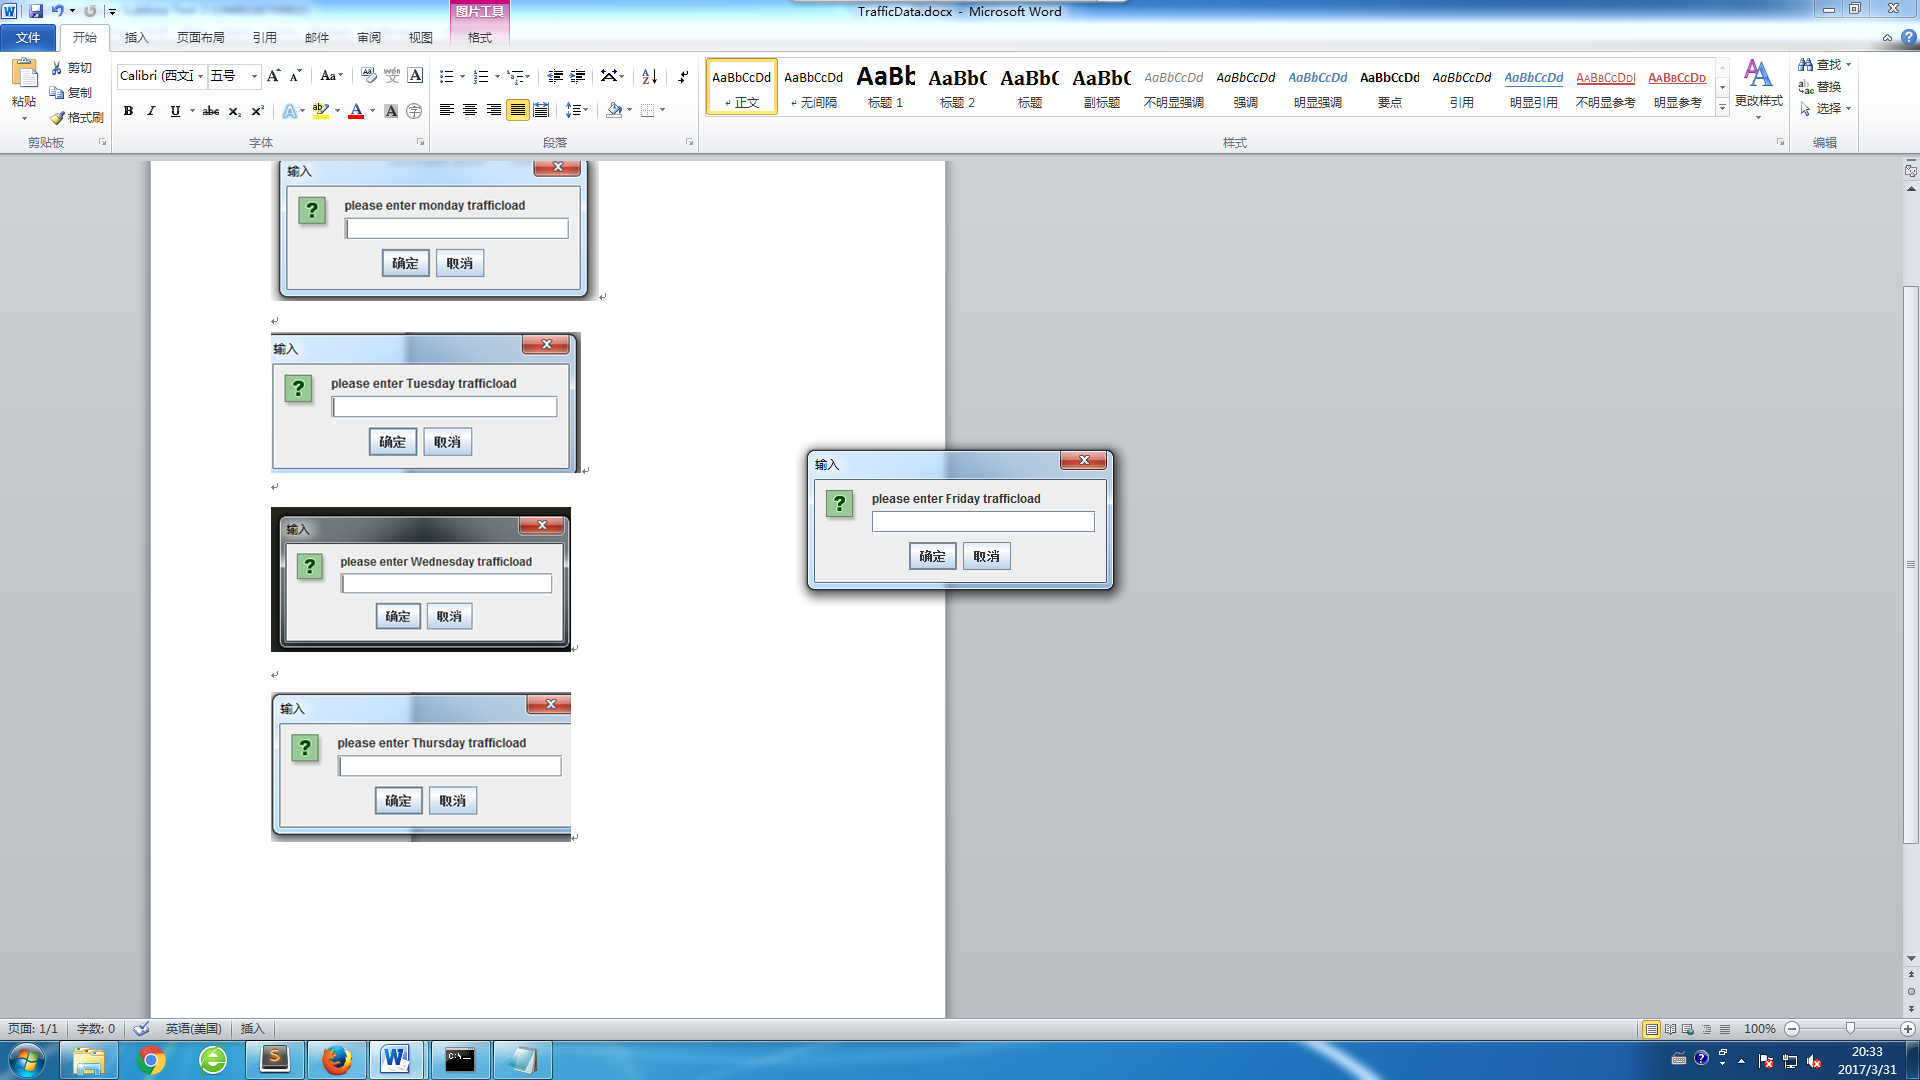 图片工具
TrafficData.docx - Microsoft Word
文件 开始 插入 页面布局 引用 邮件 审阅 视图 格式
粘贴 剪切 复制 格式刷
Calibri (西文正 五号
Aa wén A
B I U abc x₂ x² A ab A A 字
AaBbCcDd AaBbCcDd AaBb AaBbC AaBbC AaBbC AaBbCcDd AaBbCcDd AaBbCcDd AaBbCcDd AaBbCcDd AaBbCcDd AaBbCcDd AaBbCcDd
正文 无间隔 标题 1 标题 2 标题 副标题 不明显强调 强调 明显强调 要点 引用 明显引用 不明显参考 明显参考
更改样式
查找
替换
选择
剪贴板 字体 段落 样式 编辑
输入
please enter monday trafficload
确定 取消
输入
please enter Tuesday trafficload
确定 取消
输入
please enter Wednesday trafficload
确定 取消
输入
please enter Thursday trafficload
确定 取消
输入
please enter Friday trafficload
确定 取消
页面: 1/1 字数: 0 英语(美国) 插入 100%
20:33
2017/3/31